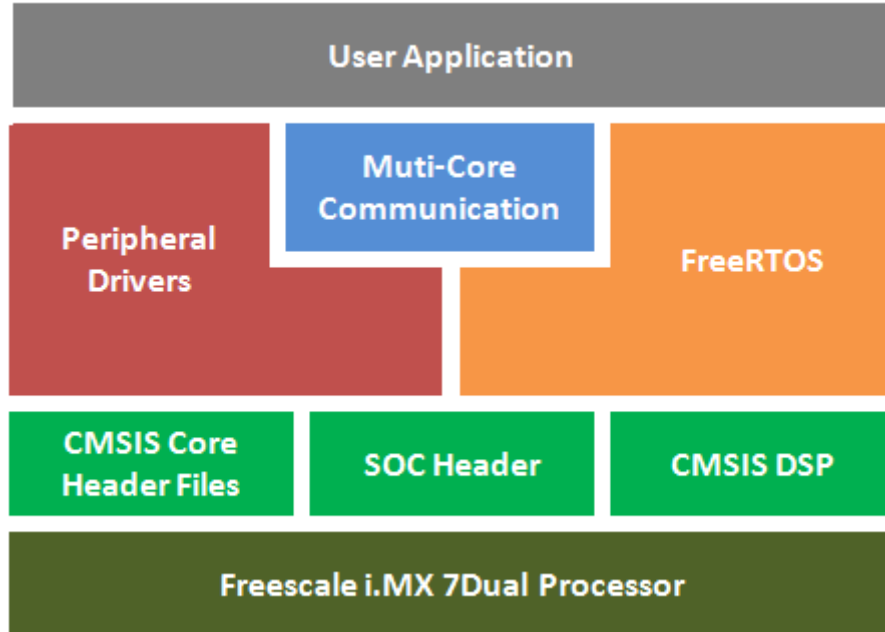 User Application
Muti-Core
Communication
Peripheral
Drivers
FreeRTOS
CMSIS Core
Header Files
SOC Header
CMSIS DSP
Freescale i.MX 7Dual Processor